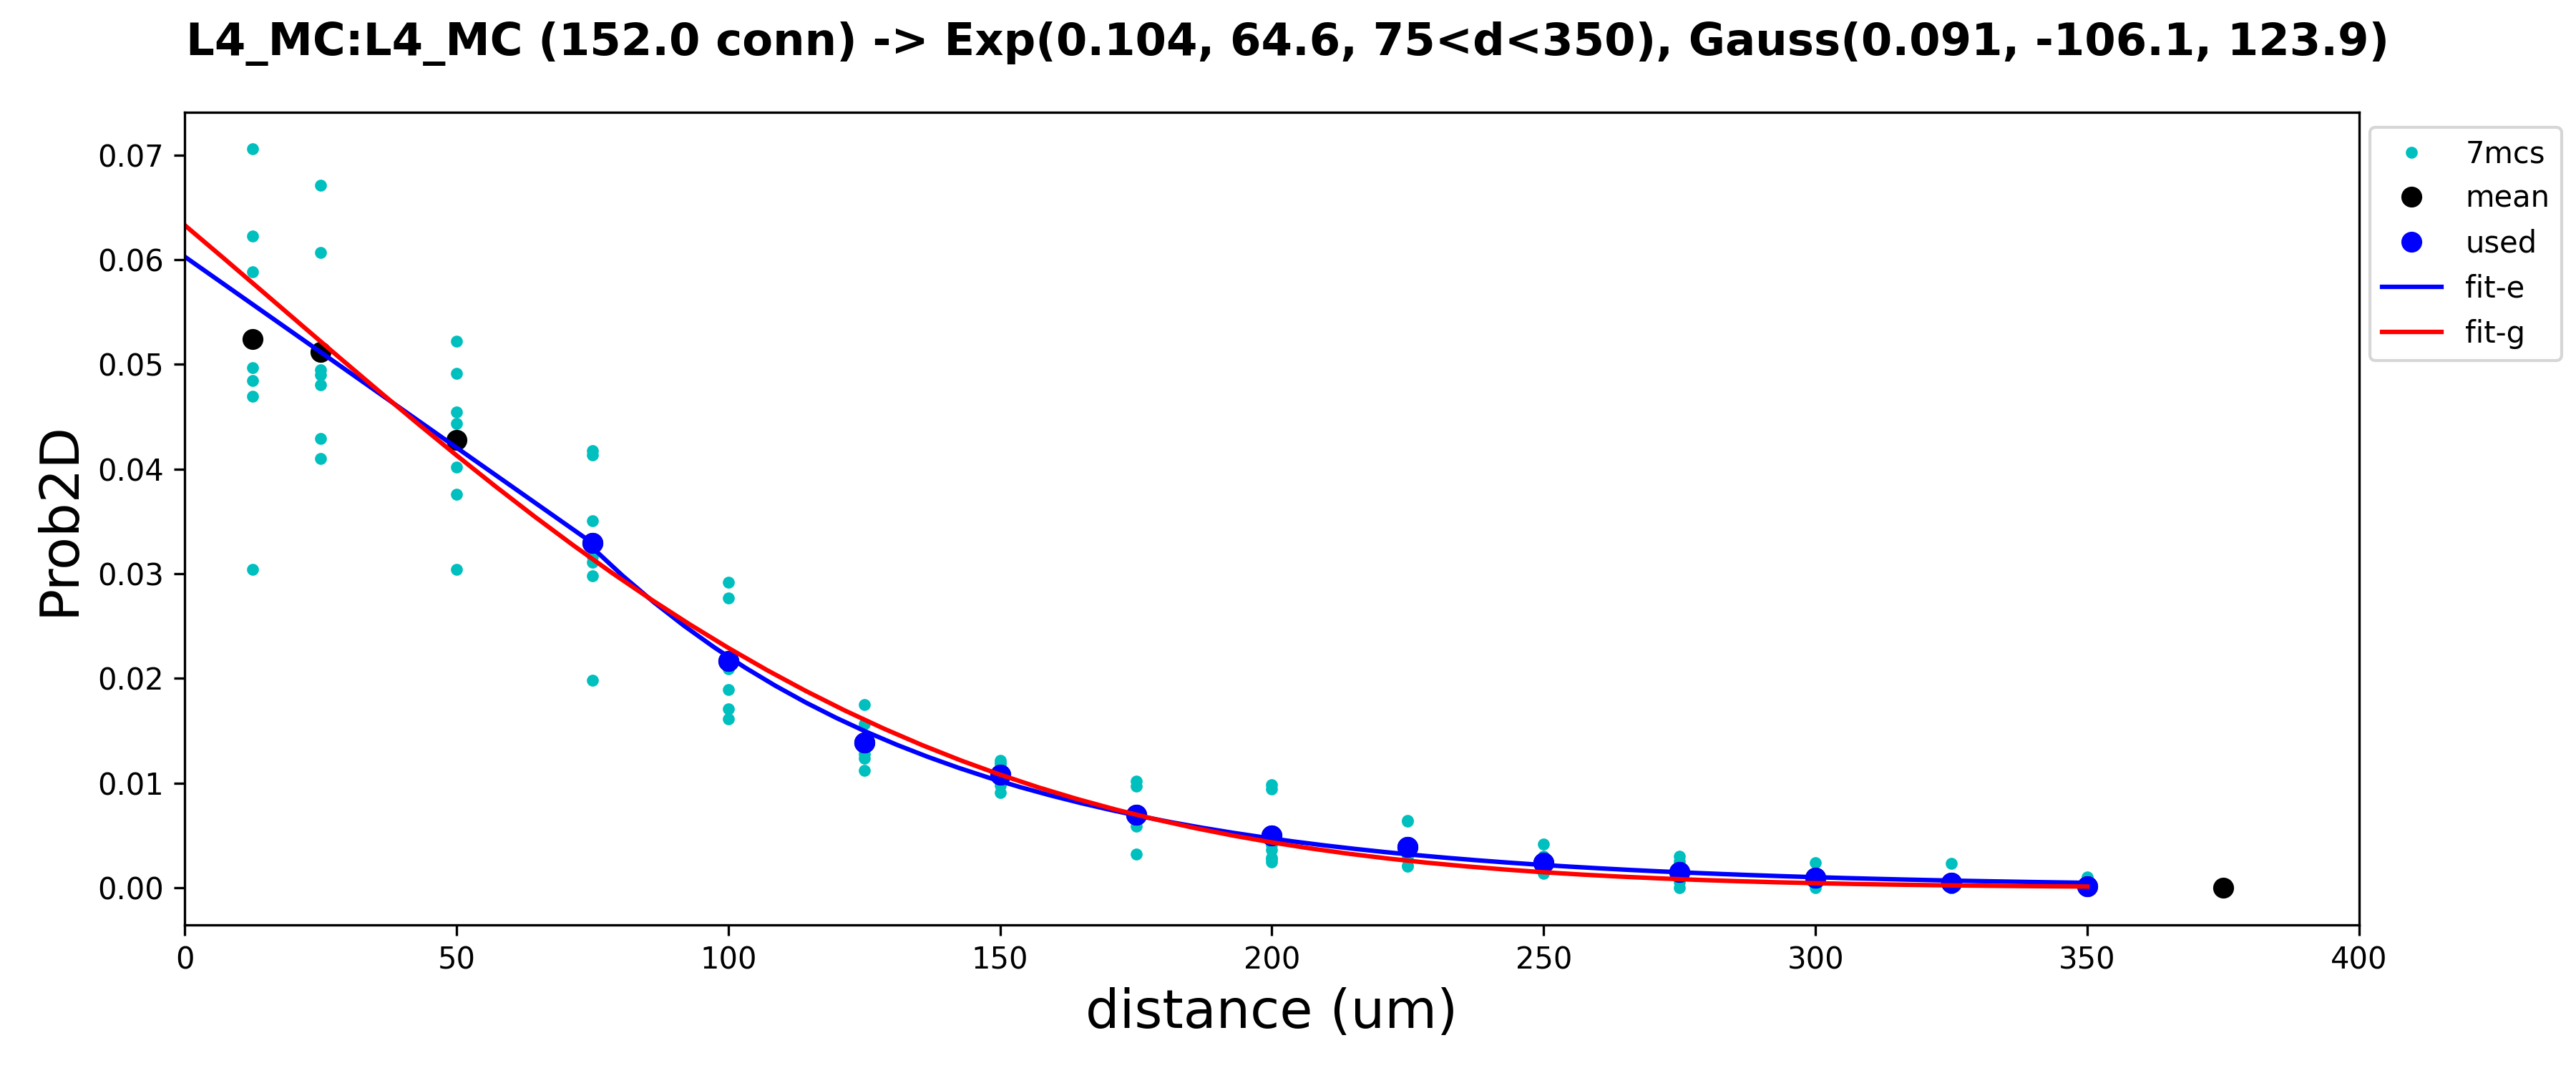 L4_MC:L4_MC (152.0 conn) -> Exp(0.104, 64.6, 75<d<350), Gauss(0.091, -106.1, 123.9)
0.07
0.06
0.05
0.04
0.03
0.02
0.01
0.00
Prob2D
0 50 100 150 200 250 300 350 400
distance (um)
7mcs
mean
used
fit-e
fit-g